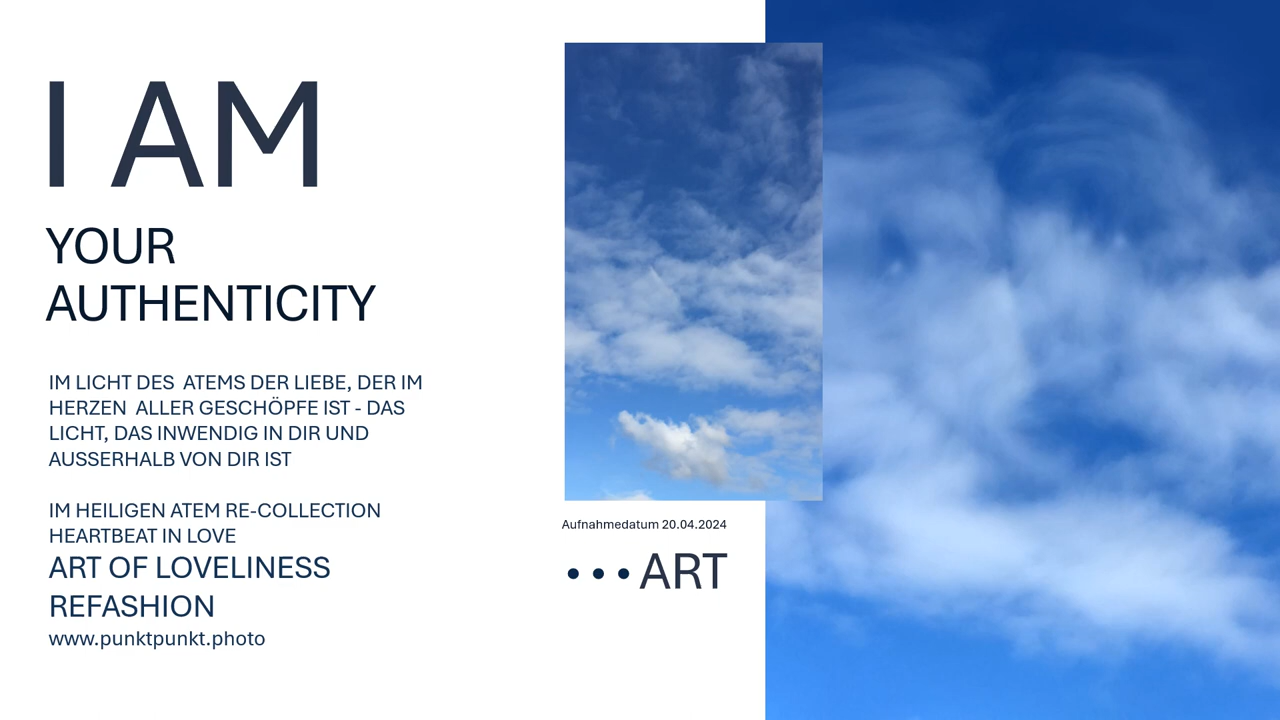 I AM
YOUR
AUTHENTICITY
IM LICHT DES ATEMS DER LIEBE, DER IM
HERZEN ALLER GESCHÖPFE IST - DAS
LICHT, DAS INWENDIG IN DIR UND
AUSSERHALB VON DIR IST
IM HEILIGEN ATEM RE-COLLECTION
HEARTBEAT IN LOVE
ART OF LOVELINESS
REFASHION
www.punktpunkt.photo
Aufnahmedatum 20.04.2024
•••ART